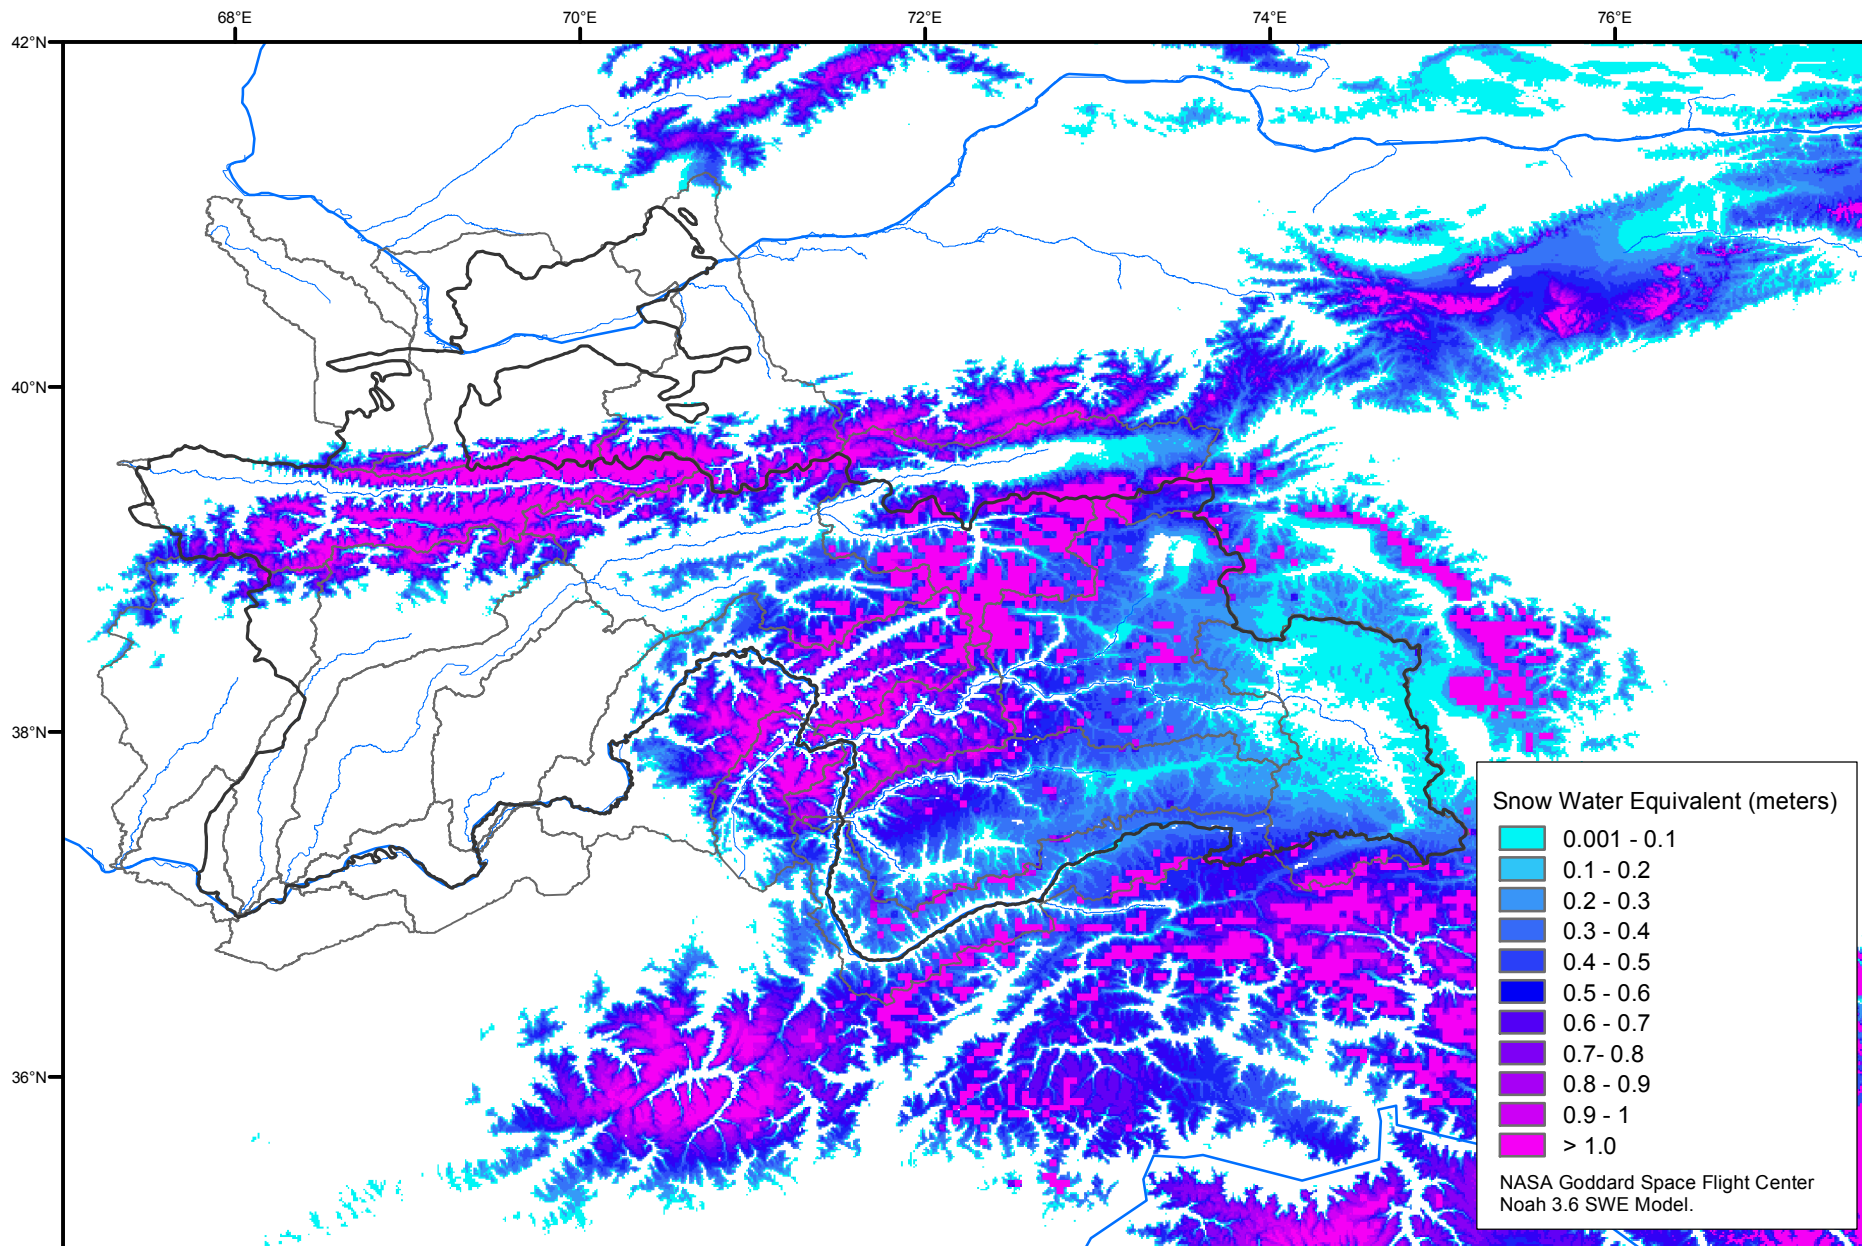 68°E 70°E 72°E 74°E 76°E
42°N
40°N
38°N
36°N
Snow Water Equivalent (meters)
0.001 - 0.1
0.1 - 0.2
0.2 - 0.3
0.3 - 0.4
0.4 - 0.5
0.5 - 0.6
0.6 - 0.7
0.7- 0.8
0.8 - 0.9
0.9 - 1
> 1.0
NASA Goddard Space Flight Center
Noah 3.6 SWE Model.